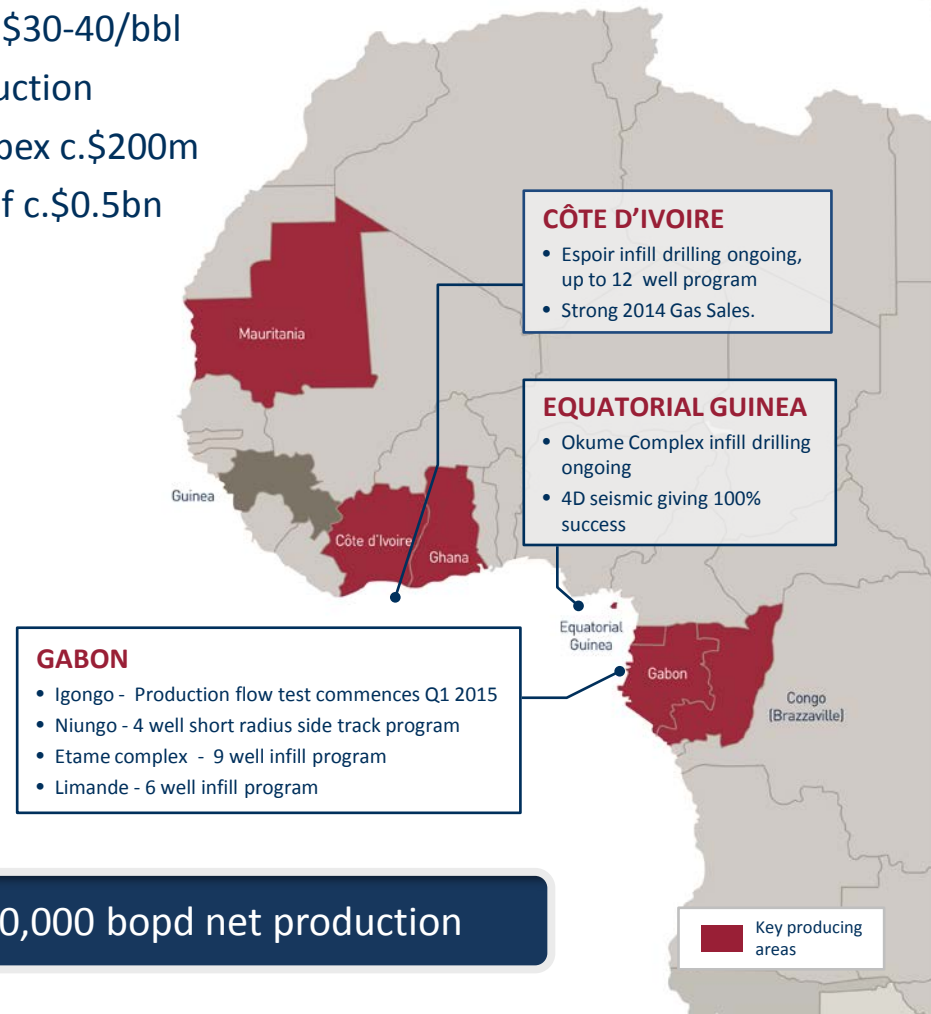 $30-40/bbl
uction
pex c.$200m
f c.$0.5bn
CÔTE D'IVOIRE
• Espoir infill drilling ongoing,
up to 12 well program
• Strong 2014 Gas Sales.
Mauritania
EQUATORIAL GUINEA
• Okume Complex infill drilling
ongoing
• 4D seismic giving 100%
success
Guinea
Côte d'Ivoire
Ghana
Equatorial
Guinea
GABON
• Igongo - Production flow test commences Q1 2015
• Niungo - 4 well short radius side track program
• Etame complex - 9 well infill program
• Limande - 6 well infill program
Gabon
Congo
(Brazzaville)
0,000 bopd net production
Key producing
areas